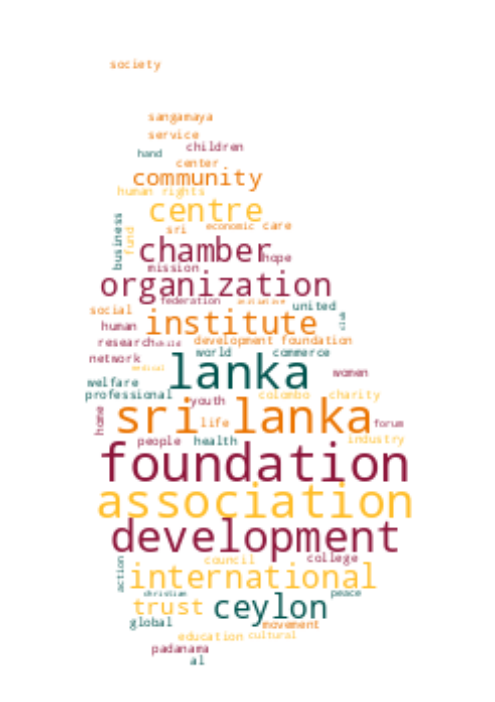 society
sangamaya
service
children
hand
center
community
human rights
centre
business
fund
sri
economic care
chamber
hope
mission
organization
federation
initiative
united
social
institute
club
human
research
child
development foundation
network
world
commerce
lanka
medical
women
welfare
professional
youth
colombo
charity
home
sri lanka
life
forum
people
health
industry
foundation
association
development
action
council
college
international
christian
peace
trust
ceylon
global
movement
education
cultural
padanama
al